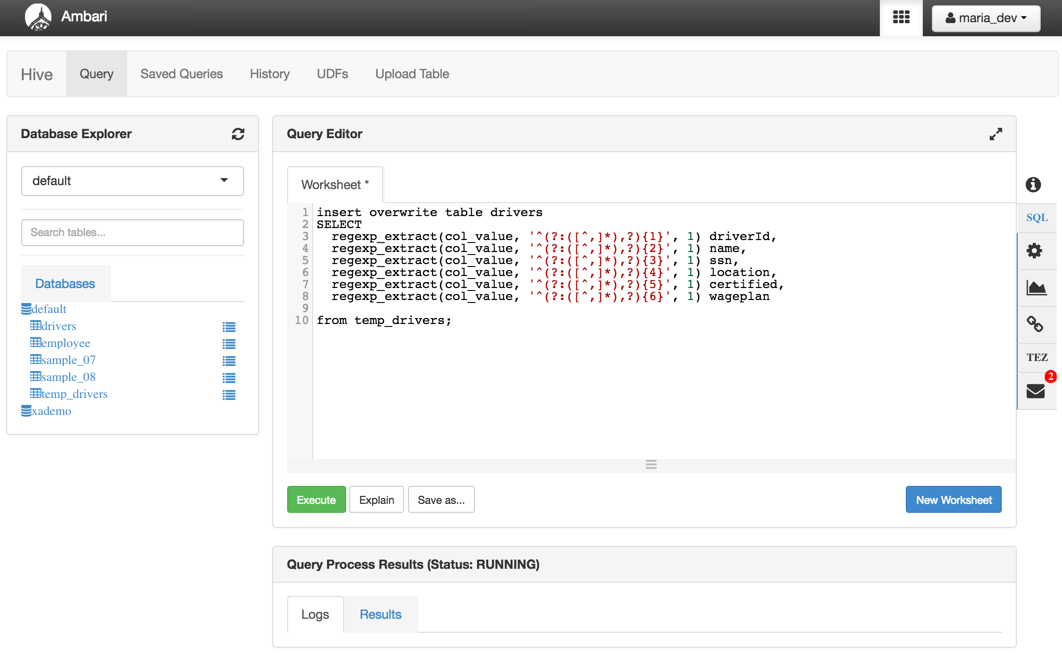 Ambari
maria_dev
Hive
Query
Saved Queries
History
UDFs
Upload Table
Database Explorer
default
Search tables...
Databases
default
drivers
employee
sample_07
sample_08
temp_drivers
xademo
Query Editor
Worksheet *
1 insert overwrite table drivers
2 SELECT
3   regexp_extract(col_value, '^(?:([^,]*),?){1}', 1) driverId,
4   regexp_extract(col_value, '^(?:([^,]*),?){2}', 1) name,
5   regexp_extract(col_value, '^(?:([^,]*),?){3}', 1) ssn,
6   regexp_extract(col_value, '^(?:([^,]*),?){4}', 1) location,
7   regexp_extract(col_value, '^(?:([^,]*),?){5}', 1) certified,
8   regexp_extract(col_value, '^(?:([^,]*),?){6}', 1) wageplan
9
10 from temp_drivers;
Execute
Explain
Save as...
New Worksheet
Query Process Results (Status: RUNNING)
Logs
Results
SQL
TEZ
2